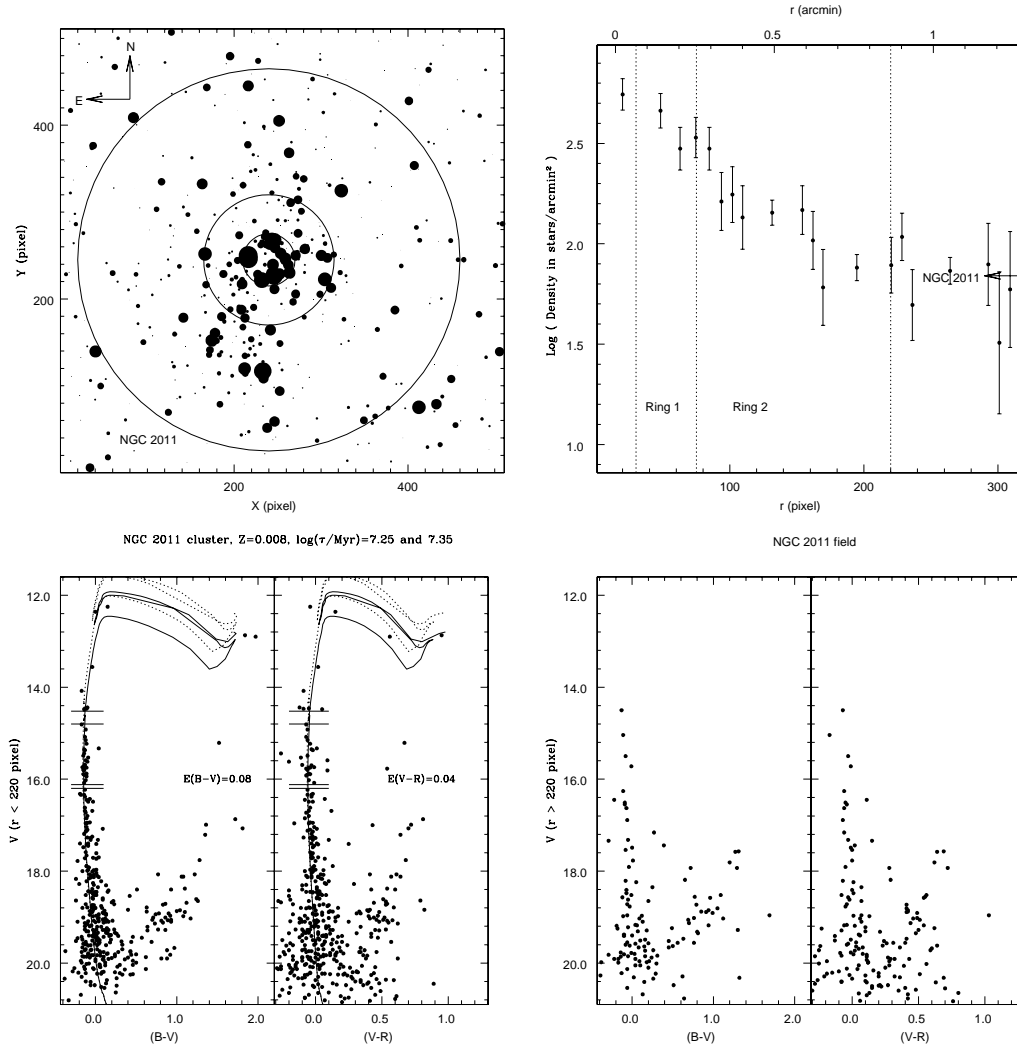 N
E
400
200
Y (pixel)
NGC 2011
200
400
X (pixel)
r (arcmin)
0
0.5
1
2.5
2.0
1.5
1.0
Log ( Density in stars/arcmin² )
NGC 2011
Ring 1
Ring 2
100
200
300
r (pixel)
NGC 2011 cluster, Z=0.008, log(τ/Myr)=7.25 and 7.35
12.0
14.0
16.0
18.0
20.0
V (r < 220 pixel)
E(B-V)=0.08
E(V-R)=0.04
0.0
1.0
2.0
(B-V)
0.0
0.5
1.0
(V-R)
NGC 2011 field
12.0
14.0
16.0
18.0
20.0
V (r > 220 pixel)
0.0
1.0
(B-V)
0.0
0.5
1.0
(V-R)